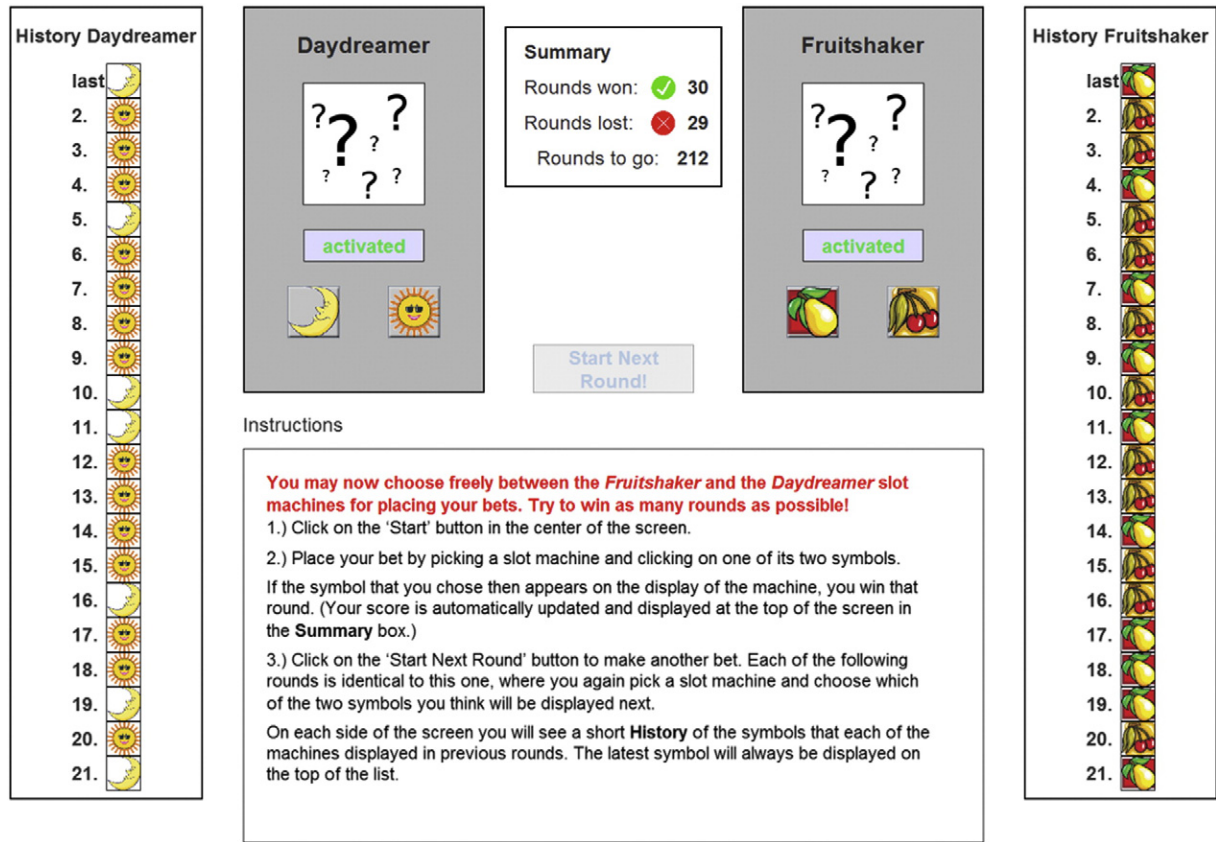 History Daydreamer
last
2.
3.
4.
5.
6.
7.
8.
9.
10.
11.
12.
13.
14.
15.
16.
17.
18.
19.
20.
21.
Daydreamer
? ? ? ? ? ? ?
activated
Summary
Rounds won: 30
Rounds lost: 29
Rounds to go: 212
Start Next
Round!
Fruitshaker
? ? ? ? ? ? ?
activated
Instructions
You may now choose freely between the Fruitshaker and the Daydreamer slot
machines for placing your bets. Try to win as many rounds as possible!
1.) Click on the ‘Start’ button in the center of the screen.
2.) Place your bet by picking a slot machine and clicking on one of its two symbols.
If the symbol that you chose then appears on the display of the machine, you win that
round. (Your score is automatically updated and displayed at the top of the screen in
the Summary box.)
3.) Click on the ‘Start Next Round’ button to make another bet. Each of the following
rounds is identical to this one, where you again pick a slot machine and choose which
of the two symbols you think will be displayed next.
On each side of the screen you will see a short History of the symbols that each of the
machines displayed in previous rounds. The latest symbol will always be displayed on
the top of the list.
History Fruitshaker
last
2.
3.
4.
5.
6.
7.
8.
9.
10.
11.
12.
13.
14.
15.
16.
17.
18.
19.
20.
21.